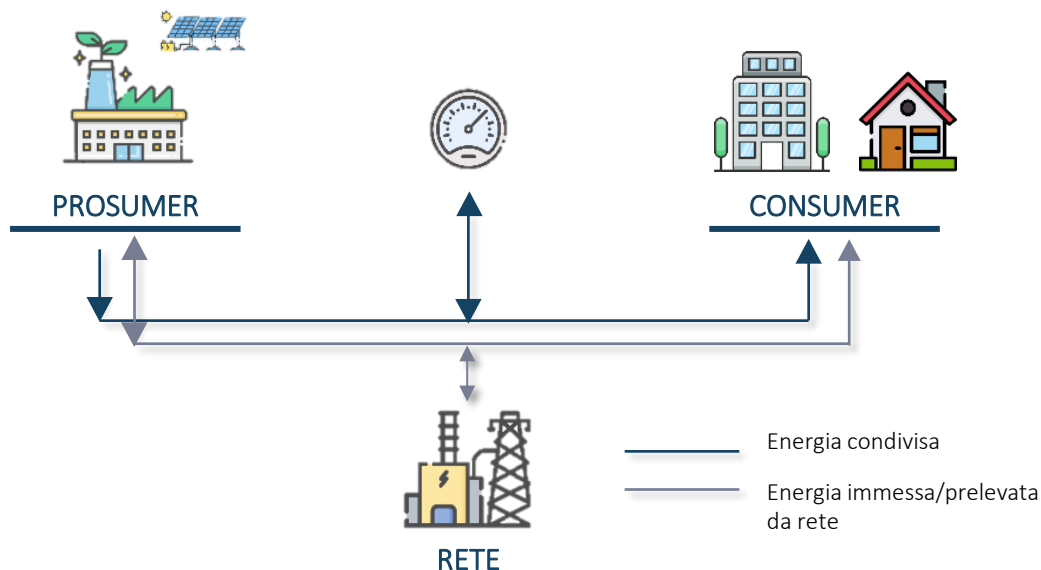 PROSUMER
CONSUMER
Energia condivisa
Energia immessa/prelevata
da rete
RETE